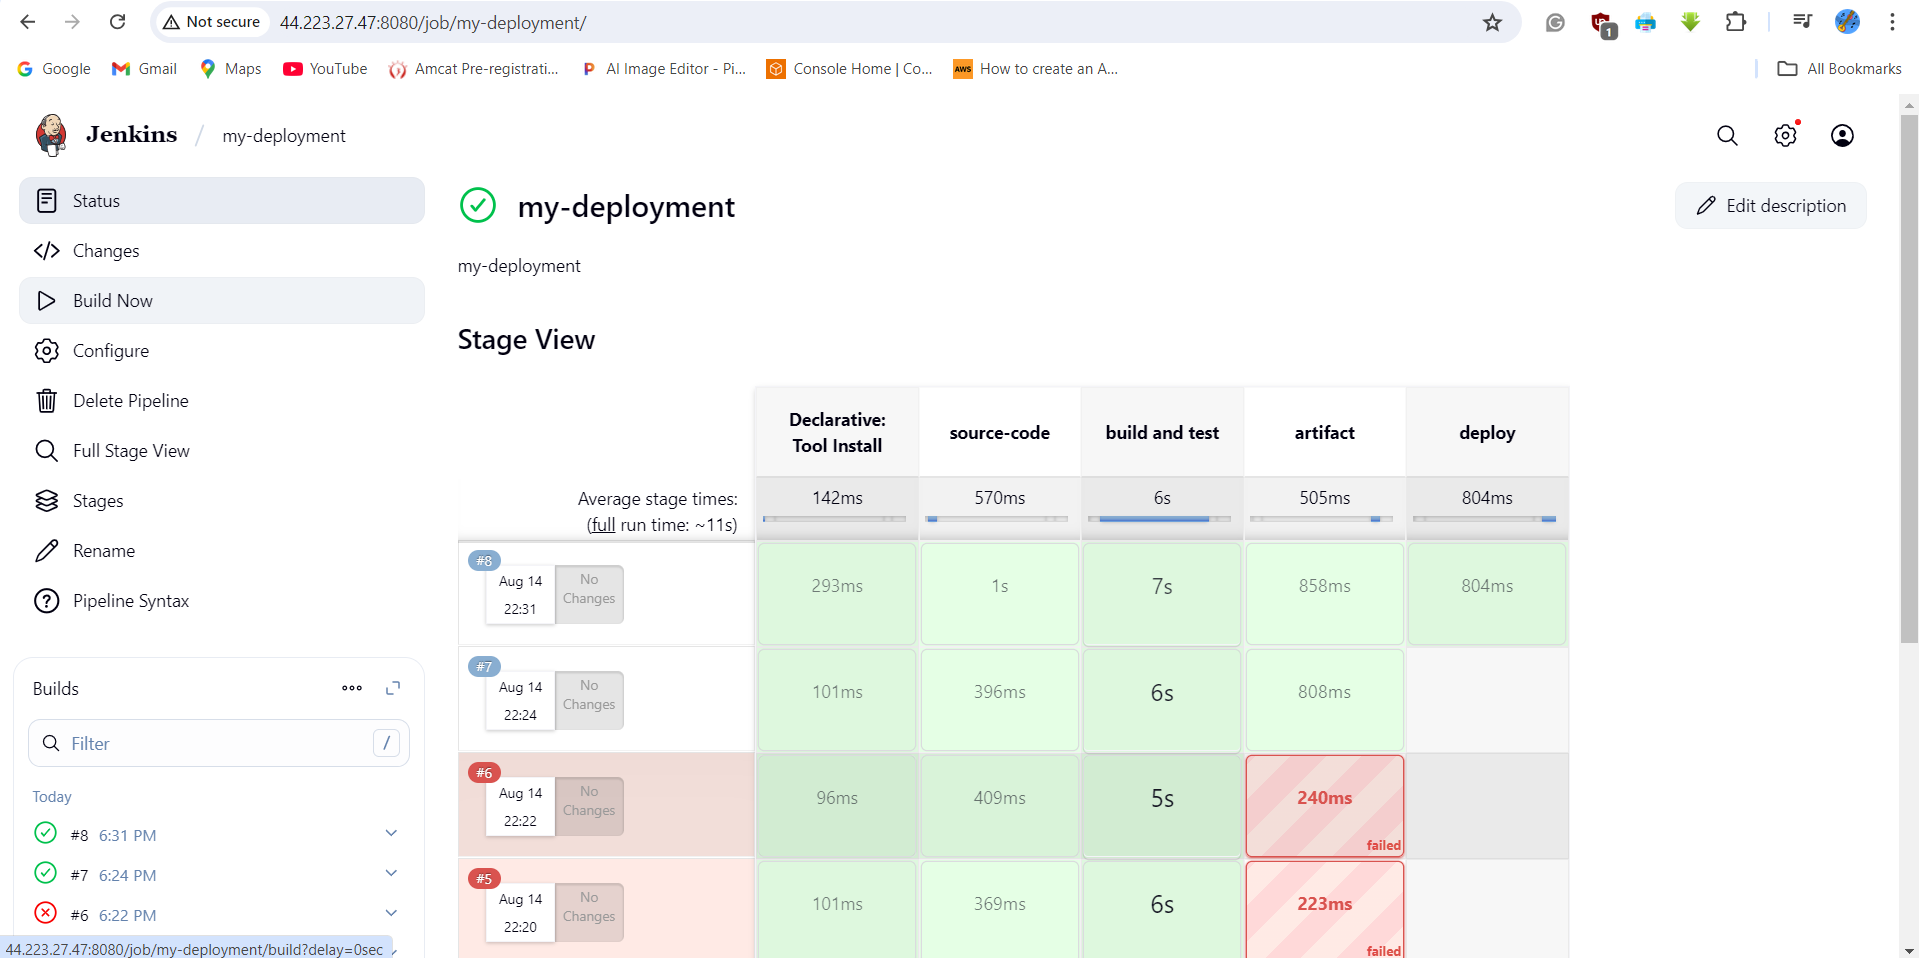 Not secure 44.223.27.47:8080/job/my-deployment/
1
Google Gmail Maps YouTube Amcat Pre-registrati... AI Image Editor - Pi... Console Home | Co... aws How to create an A... All Bookmarks
Jenkins / my-deployment
Status
Changes
Build Now
Configure
Delete Pipeline
Full Stage View
Stages
Rename
Pipeline Syntax
Builds
Filter /
Today
#8 6:31 PM
#7 6:24 PM
#6 6:22 PM
44.223.27.47:8080/job/my-deployment/build?delay=0sec
my-deployment
Edit description
my-deployment
Stage View
Declarative:
Tool Install
source-code
build and test
artifact
deploy
Average stage times:
(full run time: ~11s)
142ms 570ms 6s 505ms 804ms
#8
Aug 14
22:31
No
Changes
293ms 1s 7s 858ms 804ms
#7
Aug 14
22:24
No
Changes
101ms 396ms 6s 808ms
#6
Aug 14
22:22
No
Changes
96ms 409ms 5s 240ms
failed
#5
Aug 14
22:20
No
Changes
101ms 369ms 6s 223ms
failed